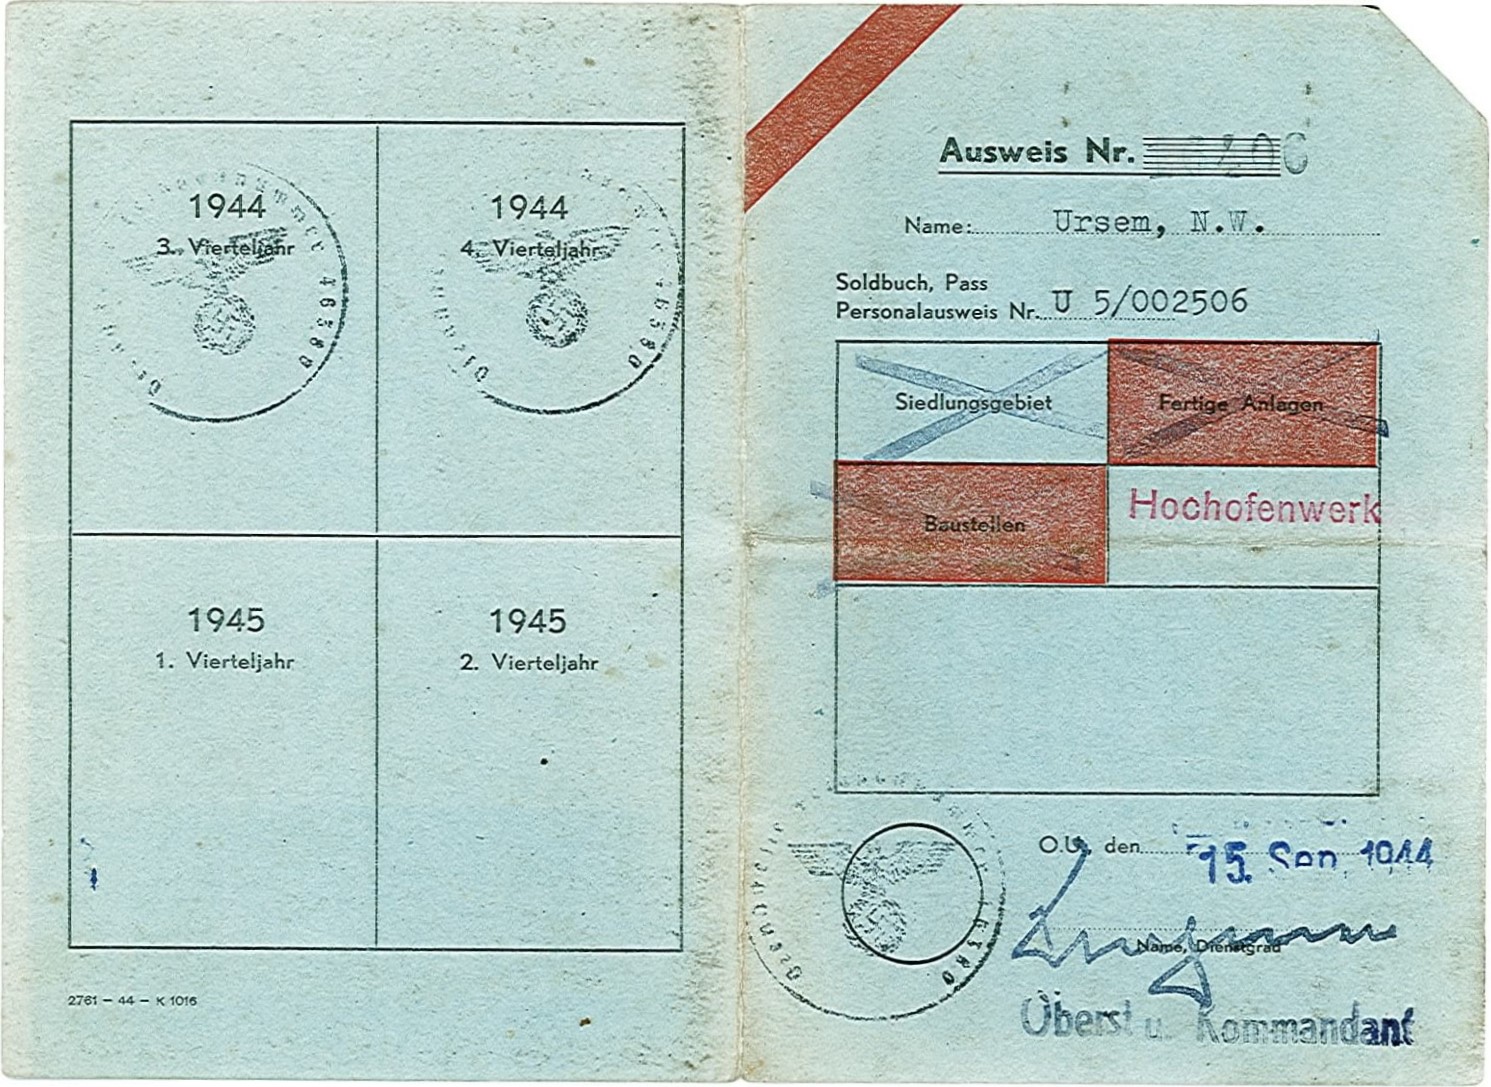 1944
3. Vierteljahr
46380
1944
4. Vierteljahr
46380
1945
1. Vierteljahr
1945
2. Vierteljahr
2761 – 44 – K 1016
Ausweis Nr.
Name: Ursem, N.W.
Soldbuch, Pass
Personalausweis Nr. U 5/002506
Siedlungsgebiet
Fertige Anlagen
Baustellen
Hochofenwerk
O.U., den 15. Sep. 1944
Name, Dienstgrad
Oberst u. Kommandant